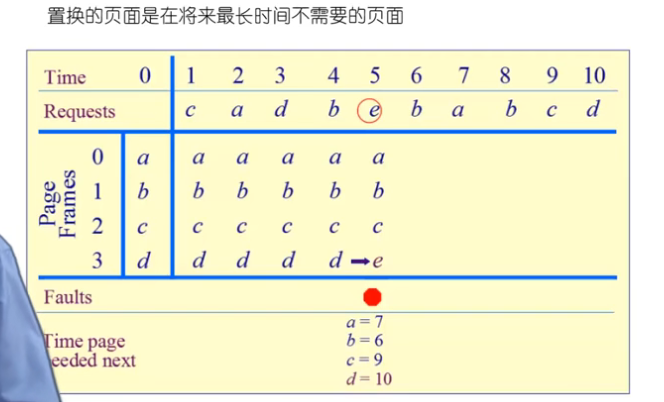 置换的页面是在将来最长时间不需要的页面
Time 0 1 2 3 4 5 6 7 8 9 10
Requests c a d b e b a b c d
Page Frames
0 a a a a a a
1 b b b b b b
2 c c c c c c
3 d d d d d e
Faults
Time page
eeded next
a = 7
b = 6
c = 9
d = 10